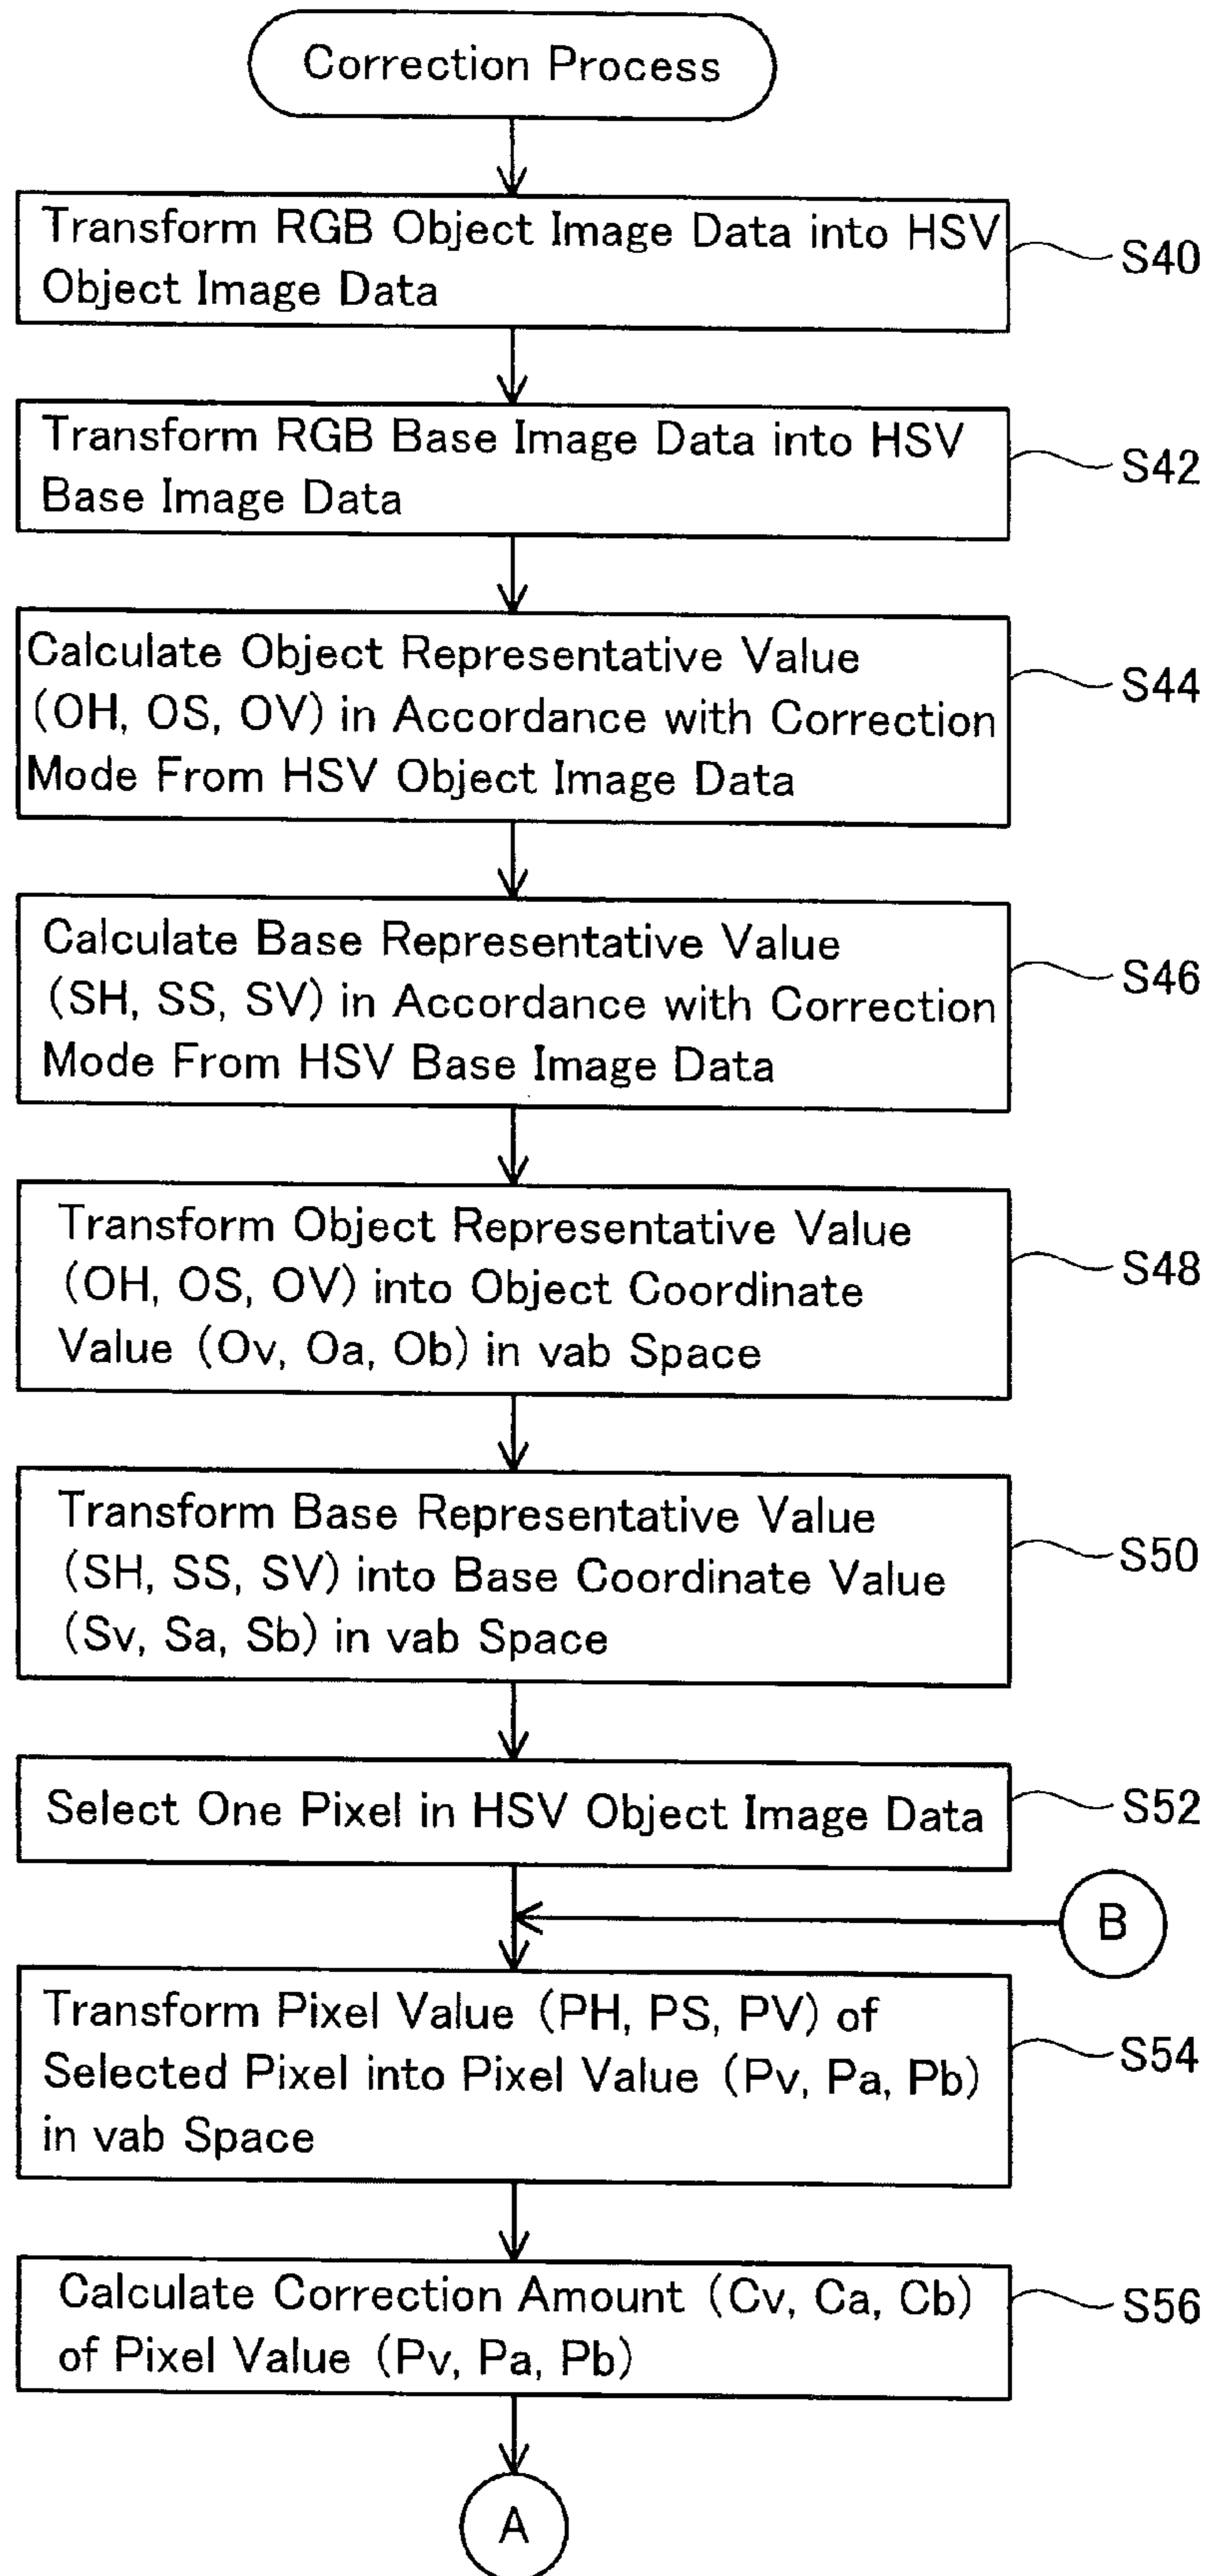 Correction Process
Transform RGB Object Image Data into HSV
Object Image Data
S40
Transform RGB Base Image Data into HSV
Base Image Data
S42
Calculate Object Representative Value
(OH, OS, OV) in Accordance with Correction
Mode From HSV Object Image Data
S44
Calculate Base Representative Value
(SH, SS, SV) in Accordance with Correction
Mode From HSV Base Image Data
S46
Transform Object Representative Value
(OH, OS, OV) into Object Coordinate
Value (Ov, Oa, Ob) in vab Space
S48
Transform Base Representative Value
(SH, SS, SV) into Base Coordinate Value
(Sv, Sa, Sb) in vab Space
S50
Select One Pixel in HSV Object Image Data
S52
B
Transform Pixel Value (PH, PS, PV) of
Selected Pixel into Pixel Value (Pv, Pa, Pb)
in vab Space
S54
Calculate Correction Amount (Cv, Ca, Cb)
of Pixel Value (Pv, Pa, Pb)
S56
A